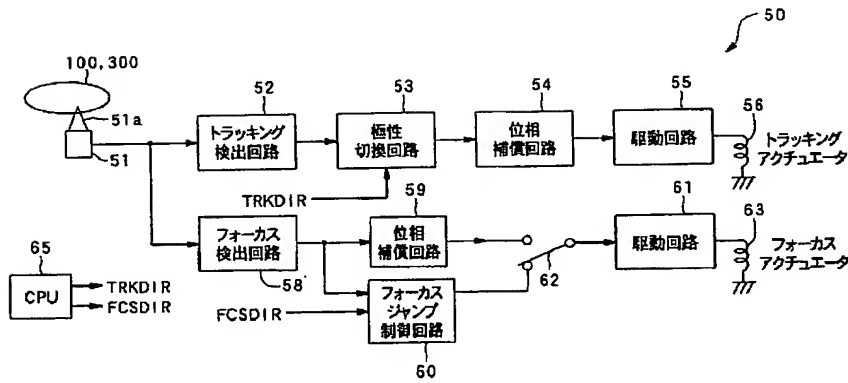 50
100,300
51a
51
52
トラッキング
検出回路
53
極性
切換回路
TRKDIR
54
位相
補償回路
55
駆動回路
56
トラッキング
アクチュエータ
フォーカス
検出回路
58
59
位相
補償回路
FCSDIR
フォーカス
ジャンプ
制御回路
60
62
61
駆動回路
63
フォーカス
アクチュエータ
65
CPU
TRKDIR
FCSDIR